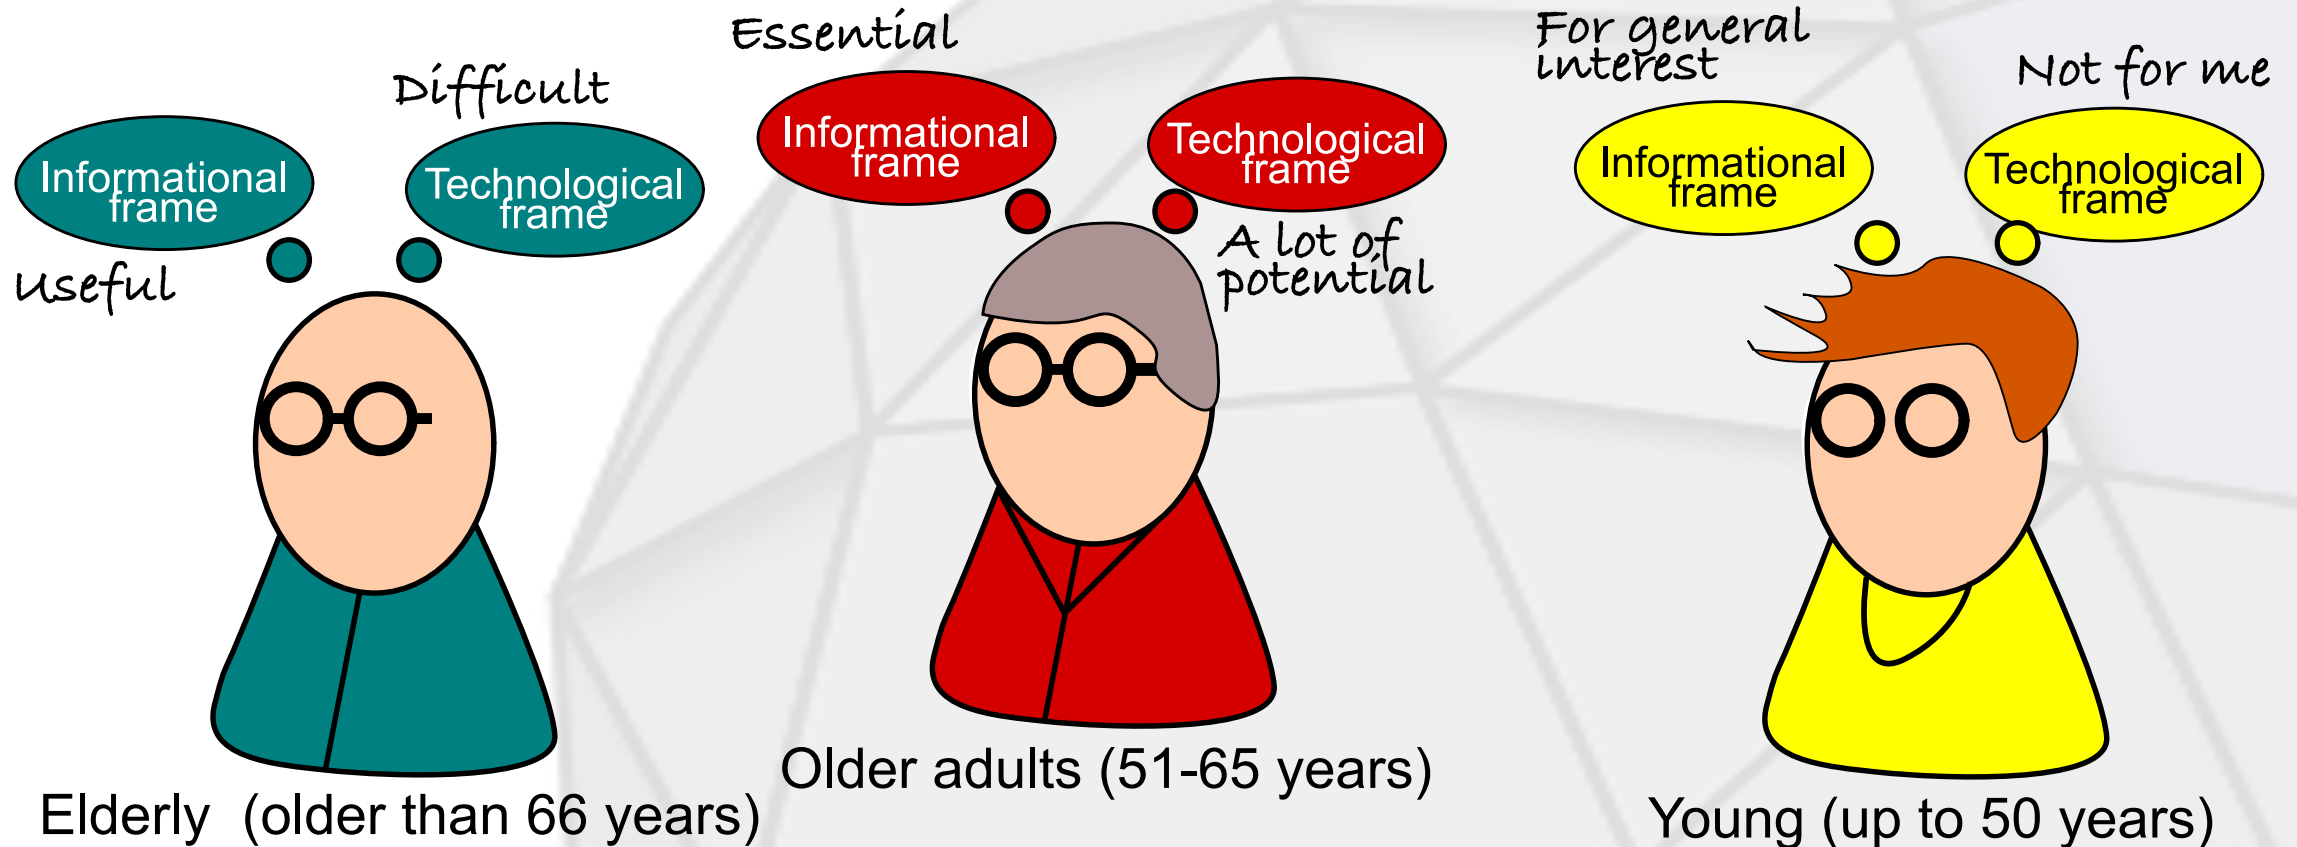 Difficult
Informational
frame
Technological
frame
Useful
Elderly  (older than 66 years)
Essential
Informational
frame
Technological
frame
A lot of
potential
Older adults (51-65 years)
For general
interest
Not for me
Informational
frame
Technological
frame
Young (up to 50 years)